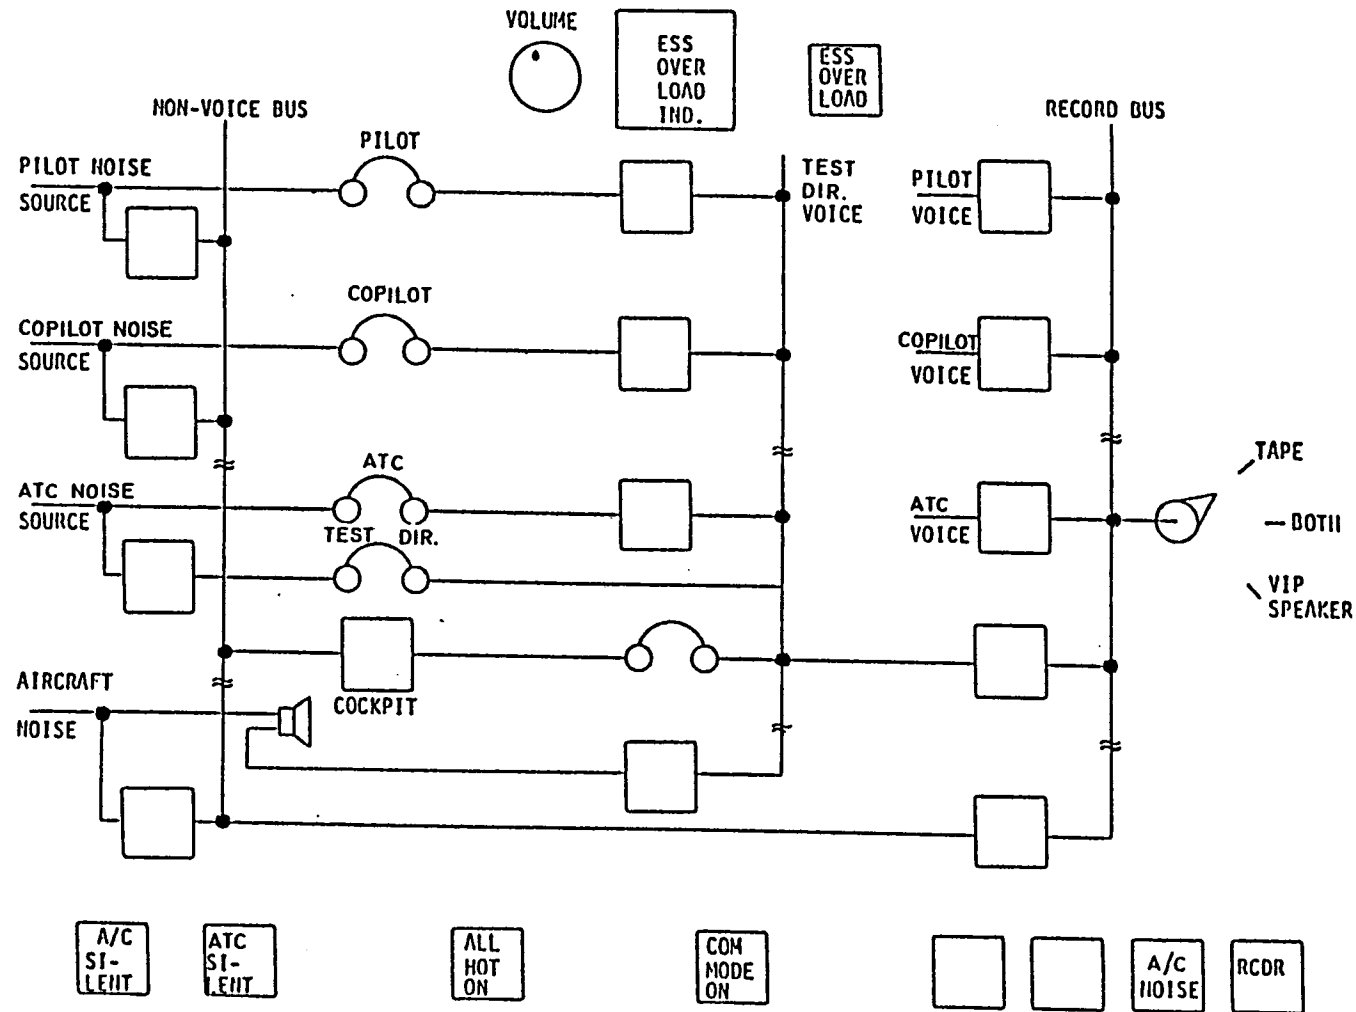 VOLUME
ESS
OVER
LOAD
IND.
ESS
OVER
LOAD
NON-VOICE BUS
RECORD BUS
PILOT NOISE
SOURCE
PILOT
TEST
DIR.
VOICE
PILOT
VOICE
COPILOT NOISE
SOURCE
COPILOT
COPILOT
VOICE
ATC NOISE
SOURCE
ATC
TEST DIR.
ATC
VOICE
TAPE
BOTH
VIP
SPEAKER
AIRCRAFT
NOISE
COCKPIT
A/C
SI-
LENT
ATC
SI-
LENT
ALL
HOT
ON
COM
MODE
ON
A/C
NOISE
RCDR